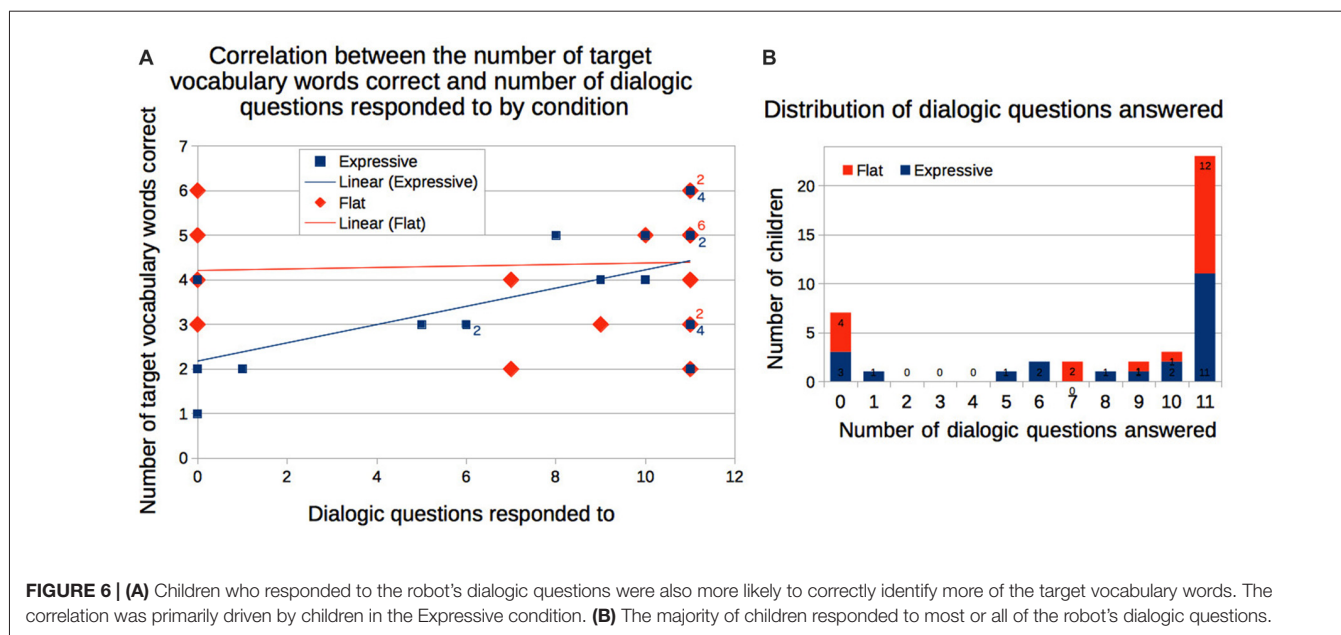 A
Correlation between the number of target
vocabulary words correct and number of dialogic
questions responded to by condition
Number of target vocabulary words correct
7
6
5
4
3
2
1
0
Expressive
Linear (Expressive)
Flat
Linear (Flat)
2
4
6
2
2
4
2
0
2
4
6
8
10
12
Dialogic questions responded to
B
Distribution of dialogic questions answered
Flat
Expressive
Number of children
20
15
10
5
0
4
3
1
0
0
0
1
2
2
0
1
1
1
2
12
11
0 1 2 3 4 5 6 7 8 9 10 11
Number of dialogic questions answered
FIGURE 6 | (A) Children who responded to the robot's dialogic questions were also more likely to correctly identify more of the target vocabulary words. The
correlation was primarily driven by children in the Expressive condition. (B) The majority of children responded to most or all of the robot's dialogic questions.